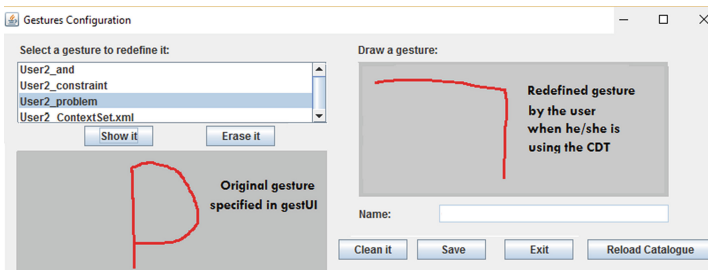 Gestures Configuration
Select a gesture to redefine it:
User2_and
User2_constraint
User2_problem
User2_ContextSet.xml
Show it
Erase it
Original gesture
specified in gestUI
Draw a gesture:
Redefined gesture
by the user
when he/she is
using the CDT
Name:
Clean it
Save
Exit
Reload Catalogue